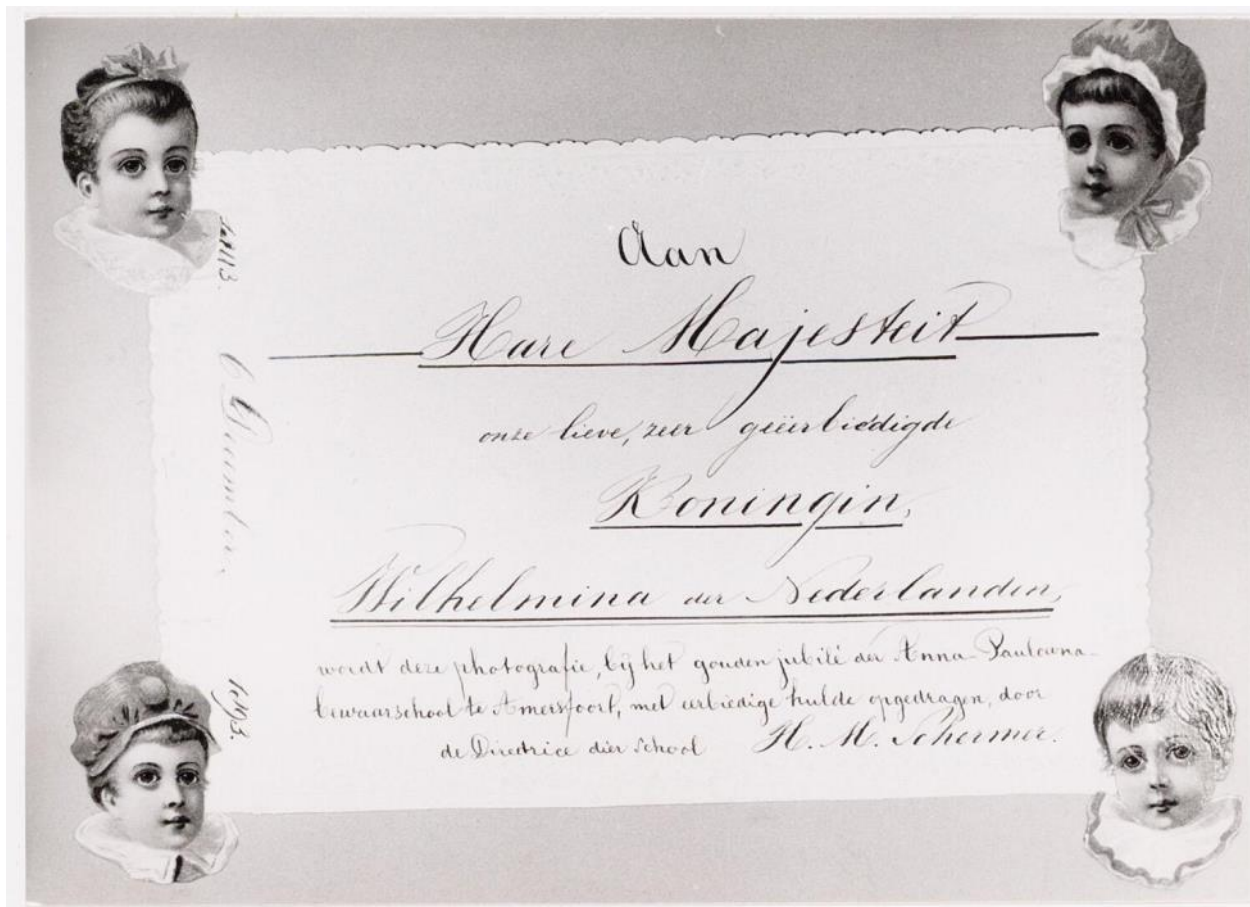 Aan
Hare Majesteit
onze lieve, zeer geëerbiedigde
Koningin,
Wilhelmina der Nederlanden,
wordt deze photografie, bij het gouden jubilé der Anna-Paulowna-
bewaarschool te Amersfoort, met eerbiedige hulde opgedragen, door
de Directrice dier School H. M. Schermer.
1843.
6 December
1893.